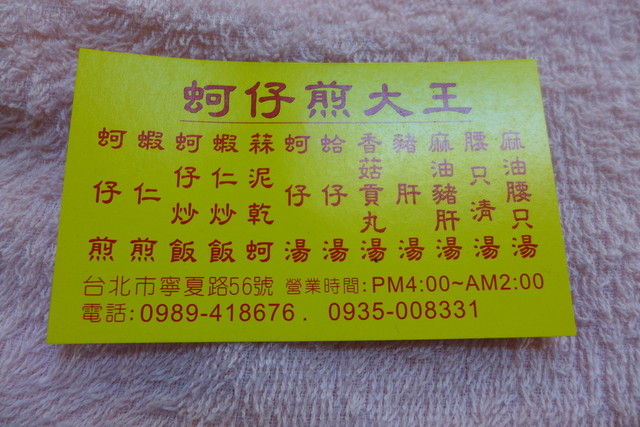 蚵仔煎大王
蚵仔煎
蝦仁煎
蚵仔炒飯
蝦仁炒飯
蒜泥乾蚵
蚵仔湯
蛤仔湯
香菇貢丸湯
豬肝湯
麻油豬肝湯
腰只清湯
麻油腰只湯
台北市寧夏路56號 營業時間:PM4:00~AM2:00
電話:0989-418676 . 0935-008331